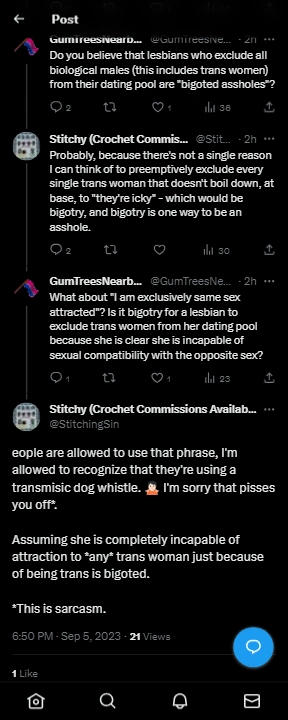 Post
GumTreesNearb... @GumTreesNe... · 2h
Do you believe that lesbians who exclude all
biological males (this includes trans women)
from their dating pool are "bigoted assholes"?
2 1 36
Stitchy (Crochet Commis... @Stit... · 2h
Probably, because there's not a single reason
I can think of to preemptively exclude every
single trans woman that doesn't boil down, at
base, to "they're icky" - which would be
bigotry, and bigotry is one way to be an
asshole.
2 30
GumTreesNearb... @GumTreesNe... · 2h
What about "I am exclusively same sex
attracted"? Is it bigotry for a lesbian to
exclude trans women from her dating pool
because she is clear she is incapable of
sexual compatibility with the opposite sex?
1 1 23
Stitchy (Crochet Commissions Availab...
@StitchingSin
eople are allowed to use that phrase, I'm
allowed to recognize that they're using a
transmisic dog whistle. 🤷🏻 I'm sorry that pisses
you off*.
Assuming she is completely incapable of
attraction to *any* trans woman just because
of being trans is bigoted.
*This is sarcasm.
6:50 PM · Sep 5, 2023 · 21 Views
1 Like